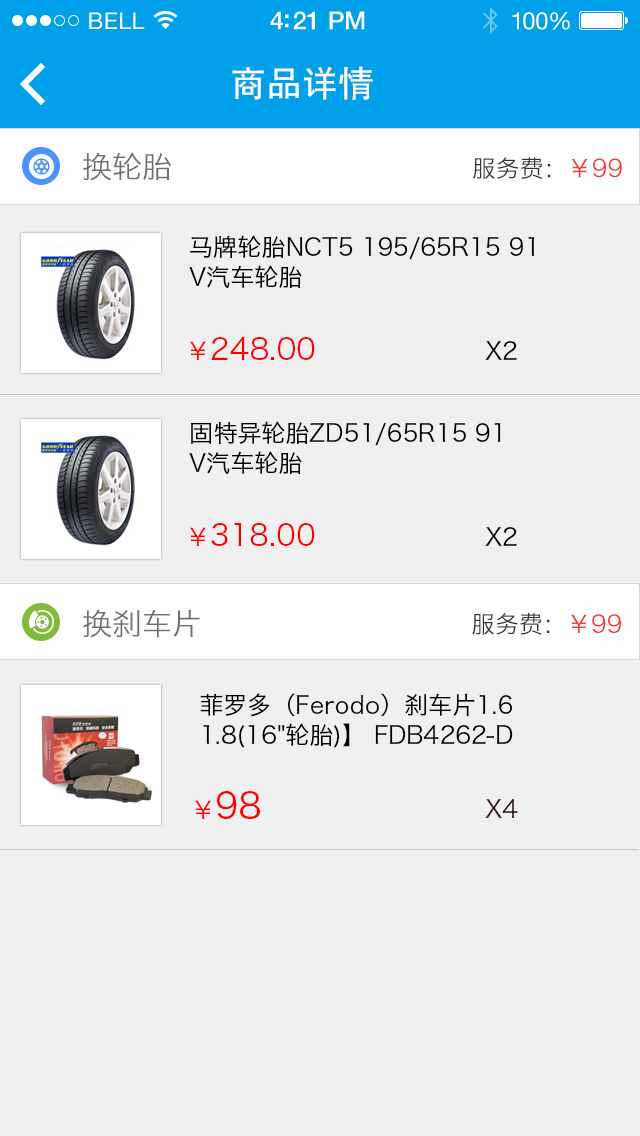 BELL 4:21 PM 100%
商品详情
换轮胎 服务费：￥99
GOODYEAR
马牌轮胎NCT5 195/65R15 91
V汽车轮胎
￥248.00 X2
GOODYEAR
固特异轮胎ZD51/65R15 91
V汽车轮胎
￥318.00 X2
换刹车片 服务费：￥99
菲罗多（Ferodo）刹车片1.6
1.8(16"轮胎)】 FDB4262-D
￥98 X4